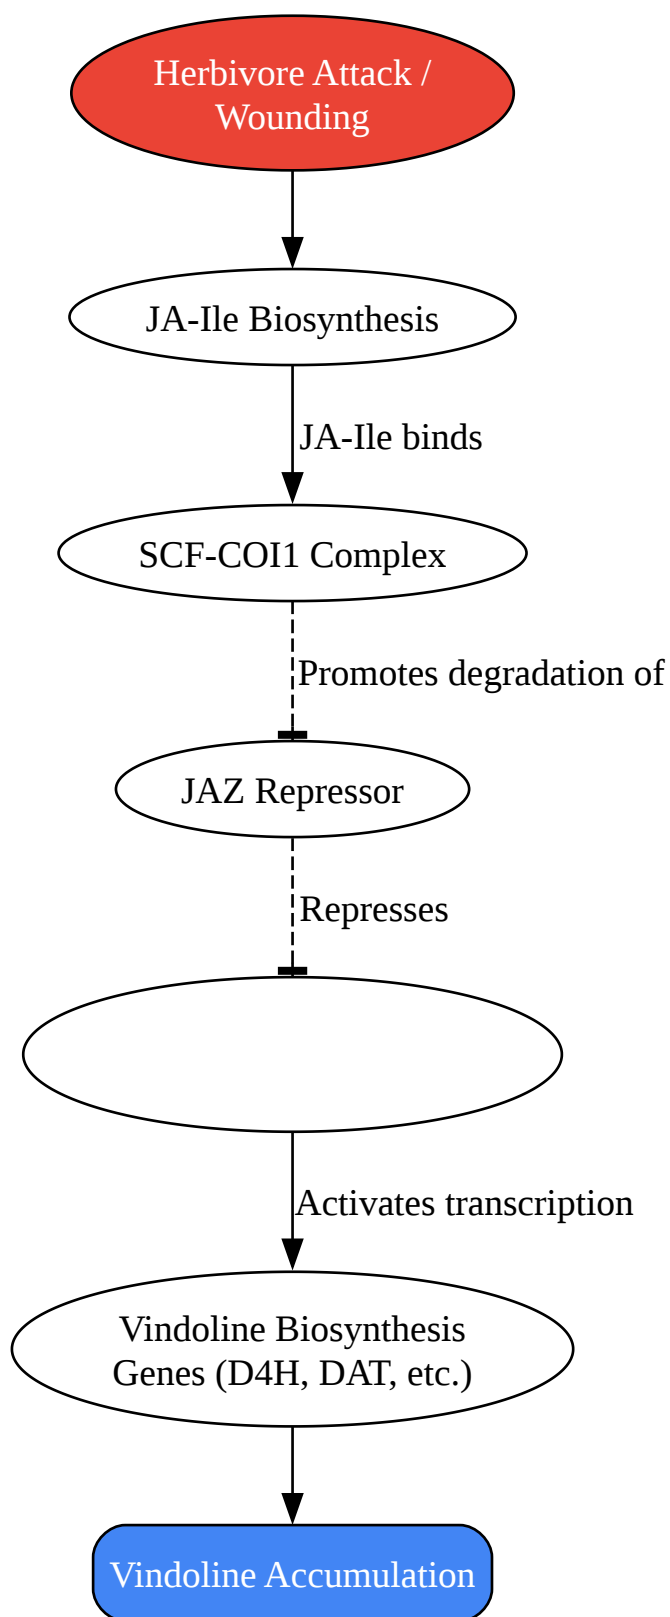 Herbivore Attack /
Wounding
JA-Ile Biosynthesis
JA-Ile binds
SCF-COI1 Complex
Promotes degradation of
JAZ Repressor
Represses
Activates transcription
Vindoline Biosynthesis
Genes (D4H, DAT, etc.)
Vindoline Accumulation